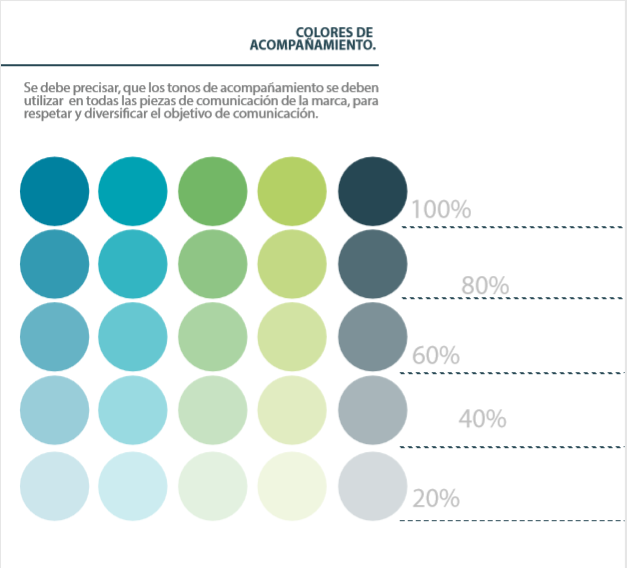 COLORES DE
ACOMPAÑAMIENTO.
Se debe precisar, que los tonos de acompañamiento se deben
utilizar en todas las piezas de comunicación de la marca, para
respetar y diversificar el objetivo de comunicación.
100%
80%
60%
40%
20%